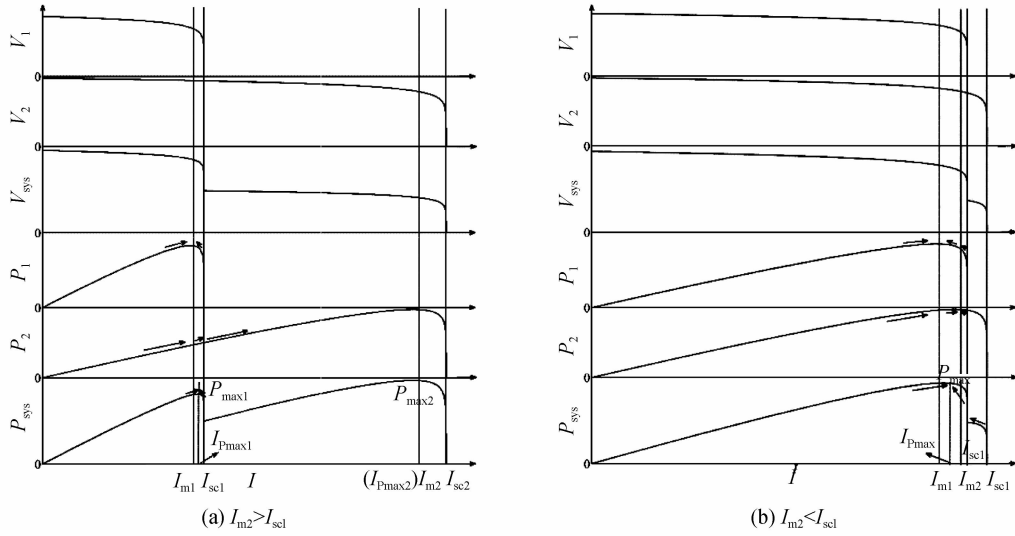 V1
0
V2
0
Vsys
0
P1
0
P2
0
Psys
0
Pmax1
Pmax2
IPmax1
Im1
Isc1
I
(IPmax2)
Im2
Isc2
(a) Im2>Iscl
V1
0
V2
0
Vsys
0
P1
0
P2
0
Psys
0
Pmax
IPmax
Isc1
I
Im1
Im2
Isc1
(b) Im2<Iscl